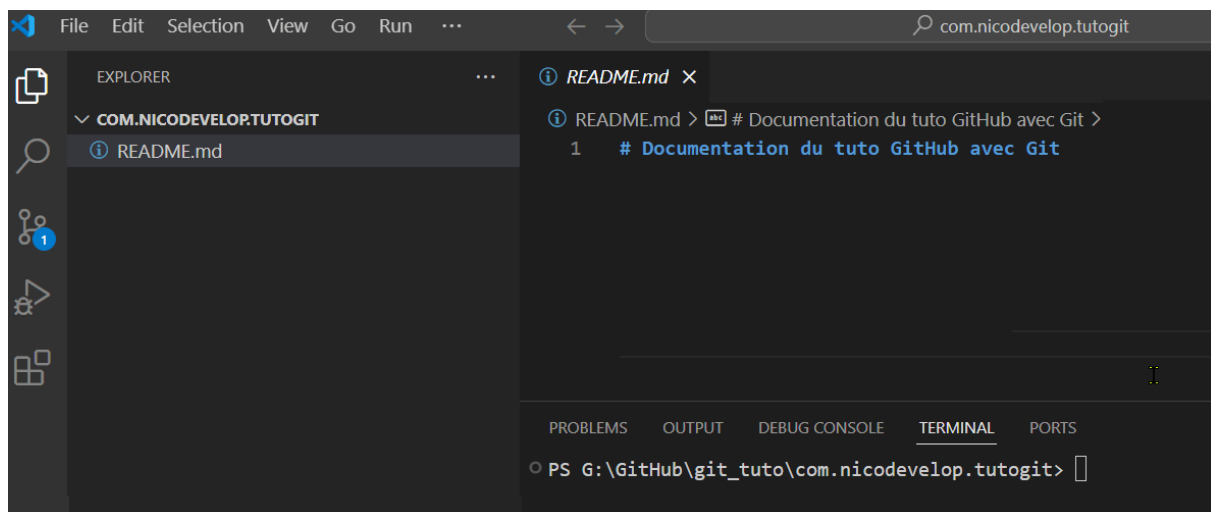 File Edit Selection View Go Run ··· com.nicodevelop.tutogit
EXPLORER ···
README.md
COM.NICODEVELOP.TUTOGIT
README.md > # Documentation du tuto GitHub avec Git >
README.md
1 # Documentation du tuto GitHub avec Git
1
PROBLEMS OUTPUT DEBUG CONSOLE TERMINAL PORTS
PS G:\GitHub\git_tuto\com.nicodevelop.tutogit>